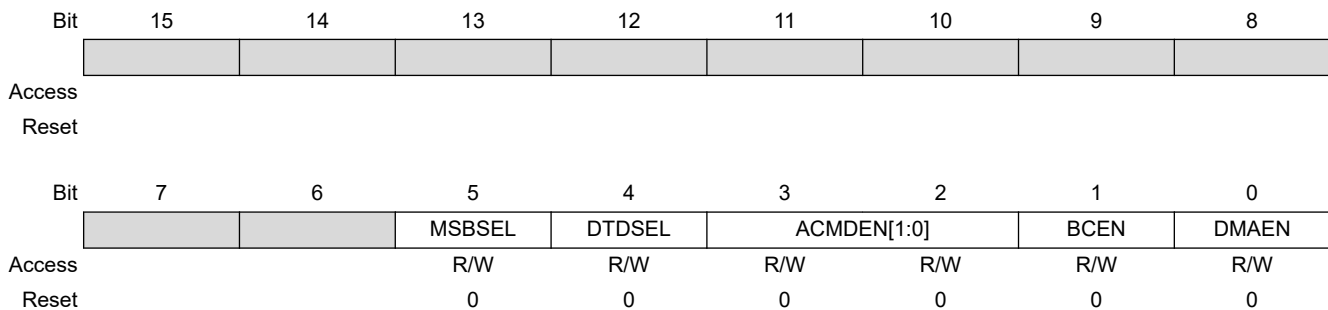 Bit 15 14 13 12 11 10 9 8
Access
Reset
Bit 7 6 5 4 3 2 1 0
MSBSEL DTDSEL ACMDEN[1:0] BCEN DMAEN
Access R/W R/W R/W R/W R/W R/W
Reset 0 0 0 0 0 0